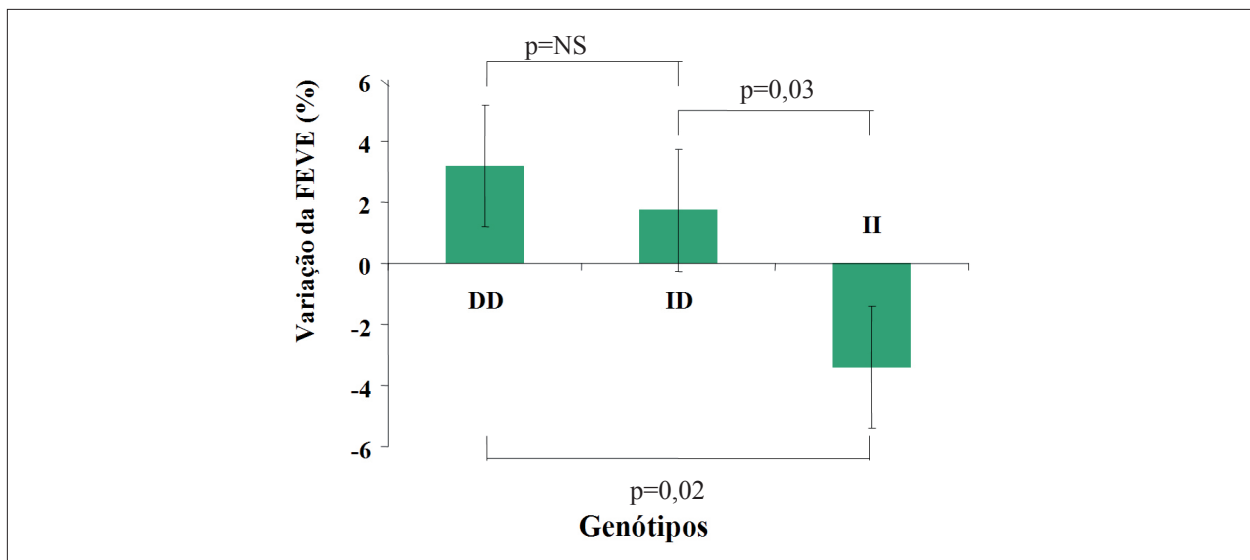 p=NS
p=0,03
Variação da FEVE (%)
6
4
2
0
-2
-4
-6
DD
ID
II
p=0,02
Genótipos